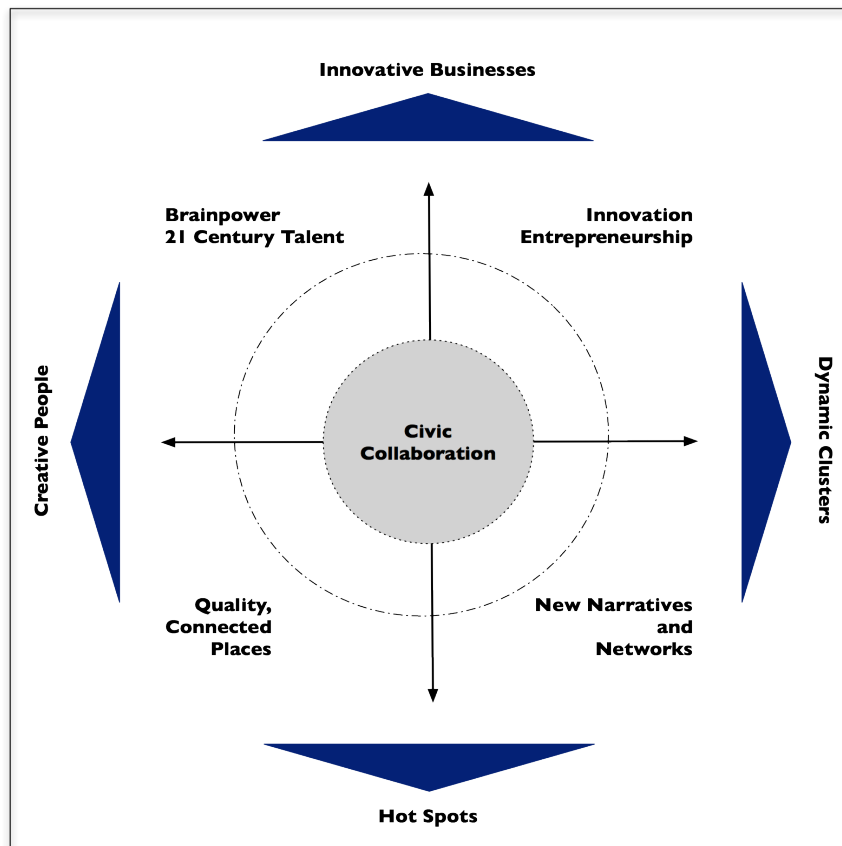 Innovative Businesses
Brainpower
21 Century Talent
Innovation
Entrepreneurship
Creative People
Civic
Collaboration
Dynamic Clusters
Quality,
Connected
Places
New Narratives
and
Networks
Hot Spots